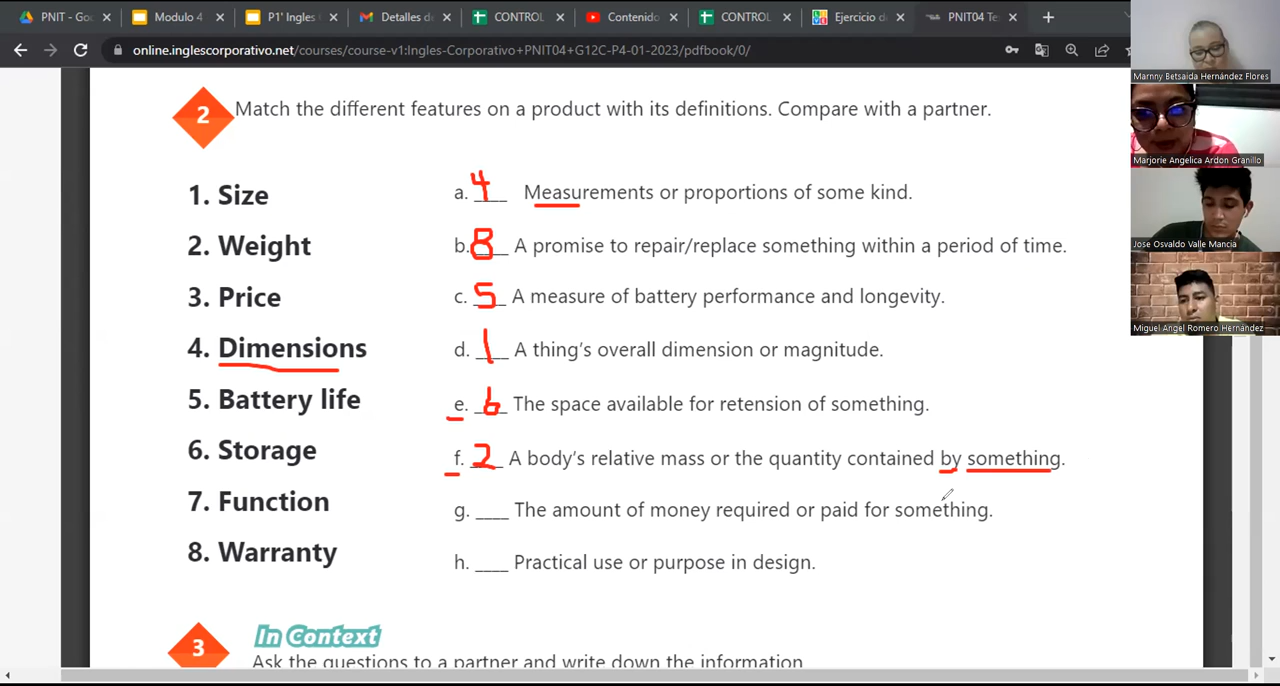 PNIT - Go
Modulo 4
P1' Ingles
Detalles d
CONTROL
Contenido
CONTROL
Ejercicio d
PNIT04 Te
online.inglescorporativo.net/courses/course-v1:Ingles-Corporativo+PNIT04+G12C-P4-01-2023/pdfbook/0/
Marnny Betsaida Hernández Flores
Marjorie Angelica Ardon Granillo
Jose Osvaldo Valle Mancia
Miguel Angel Romero Hernández
2 Match the different features on a product with its definitions. Compare with a partner.
1. Size
2. Weight
3. Price
4. Dimensions
5. Battery life
6. Storage
7. Function
8. Warranty
a. 4 Measurements or proportions of some kind.
b. 8 A promise to repair/replace something within a period of time.
c. 5 A measure of battery performance and longevity.
d. 1 A thing's overall dimension or magnitude.
e. 6 The space available for retension of something.
f. 2 A body's relative mass or the quantity contained by something.
g. ____ The amount of money required or paid for something.
h. ____ Practical use or purpose in design.
3 In Context
Ask the questions to a partner and write down the information